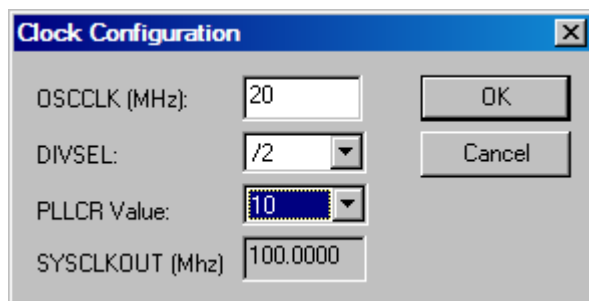 Clock Configuration
OSCCLK (MHz): 20 OK
DIVSEL: /2 Cancel
PLLCR Value: 10
SYSCLKOUT (Mhz) 100.0000